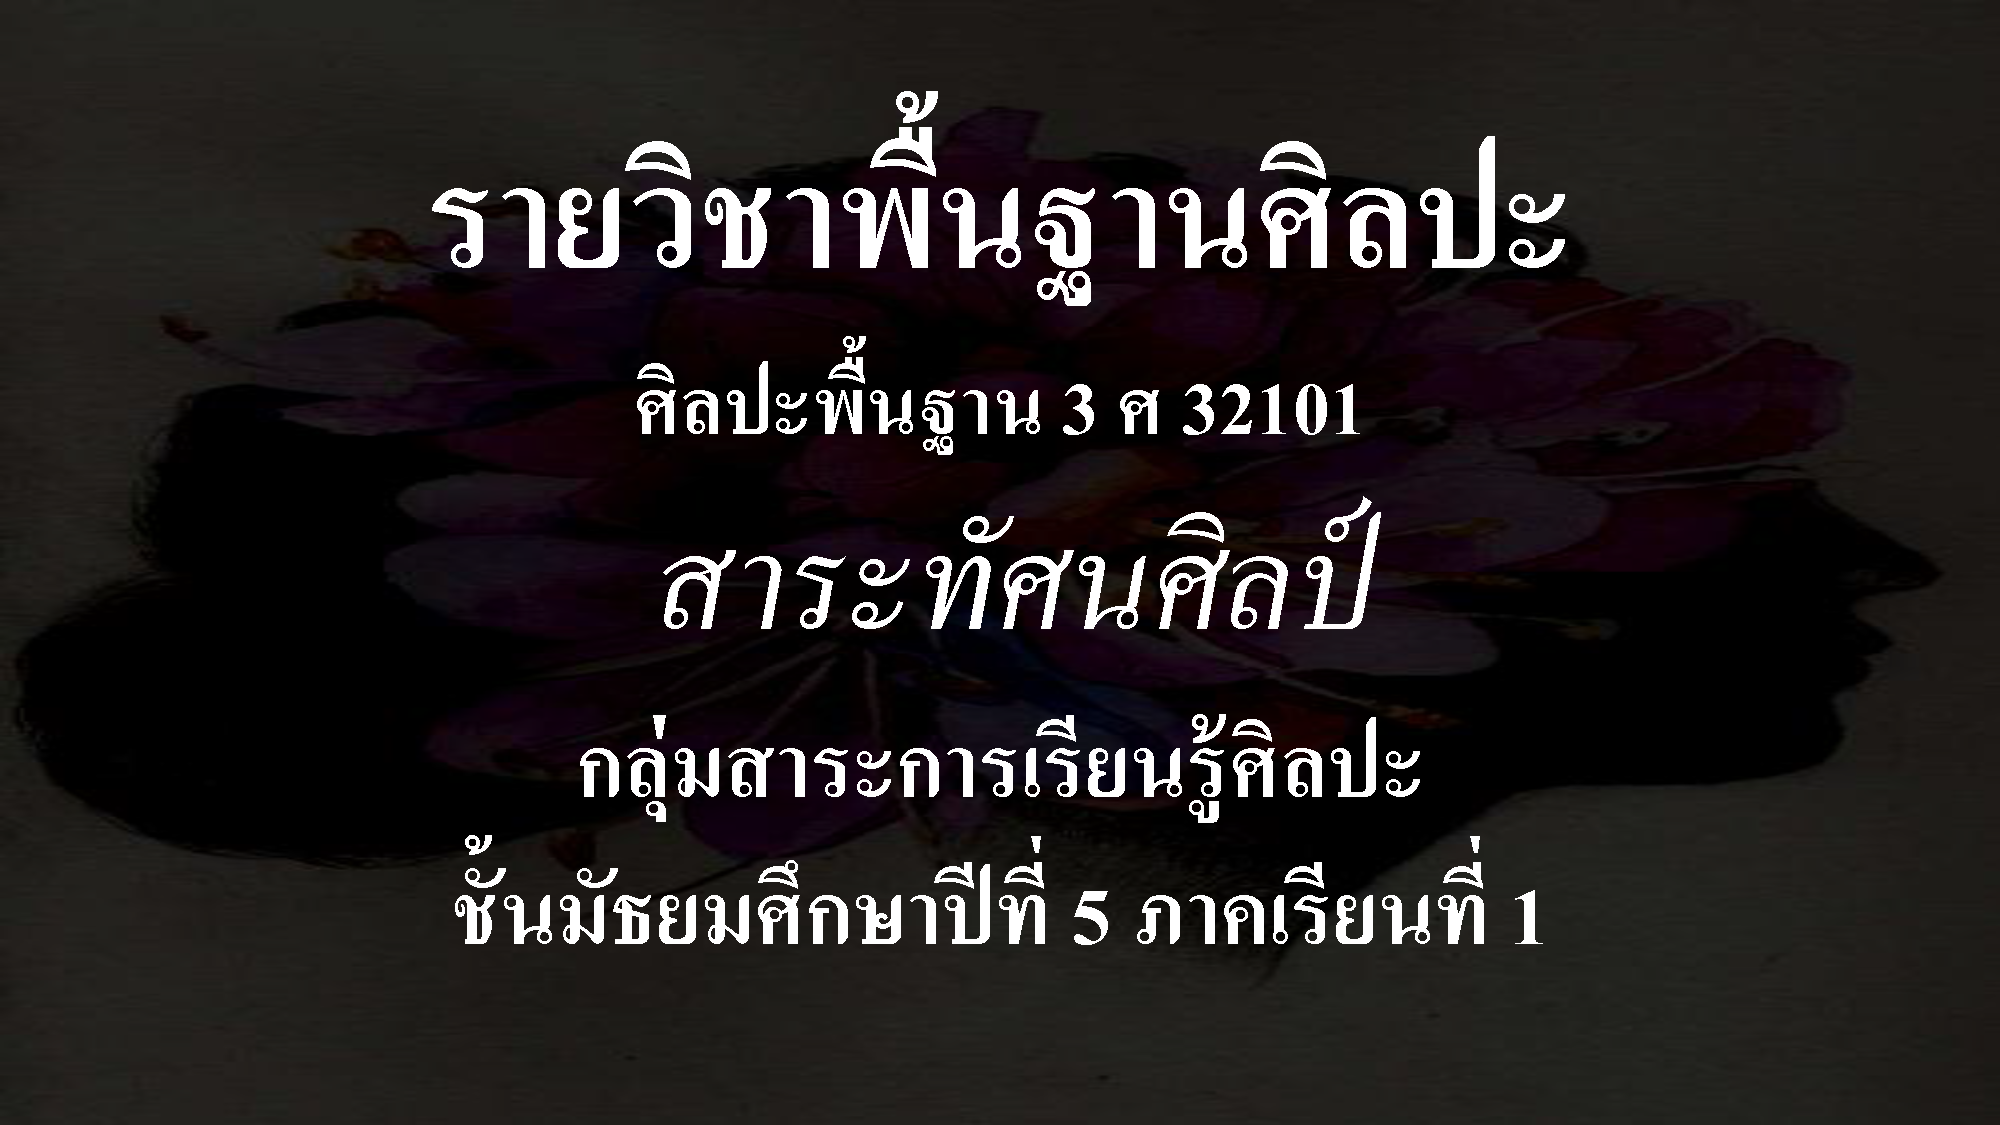 รายวิชาพื้นฐานศิลปะ
ศิลปะพื้นฐาน 3 ศ 32101
สาระทัศนศิลป์
กลุ่มสาระการเรียนรู้ศิลปะ
ชั้นมัธยมศึกษาปีที่ 5 ภาคเรียนที่ 1